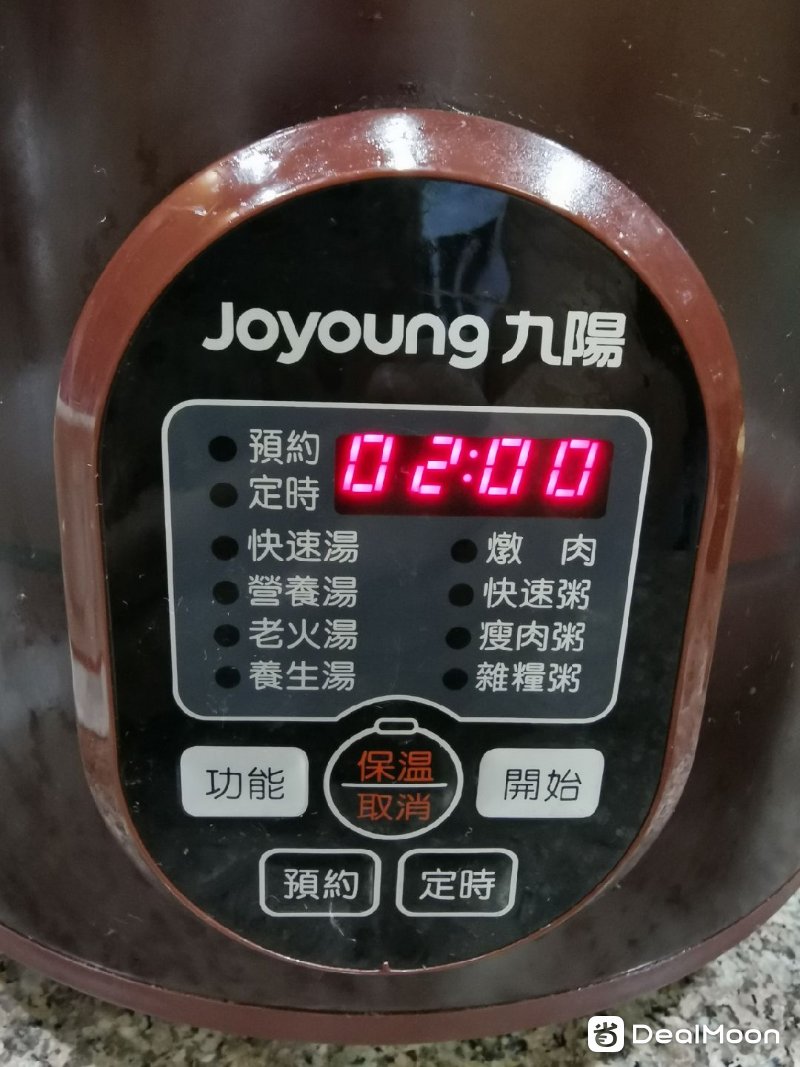 Joyoung 九陽
預約 02:00
定時
快速湯 燉 肉
營養湯 快速粥
老火湯 瘦肉粥
養生湯 雜糧粥
功能 保溫 開始
取消
預約 定時
省 DealMoon